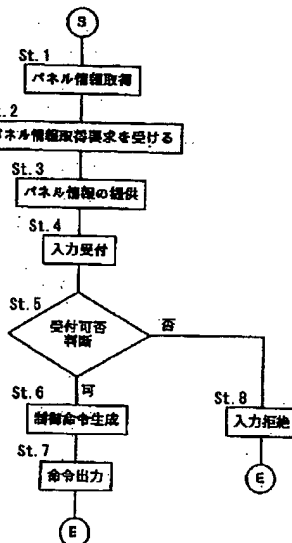 S
St.1
パネル情報取得
St.2
パネル情報取得要求を受ける
St.3
パネル情報の提供
St.4
入力受付
St.5
受付可否
判断
否
可
St.6
制御命令生成
St.8
入力拒絶
St.7
命令出力
E
E